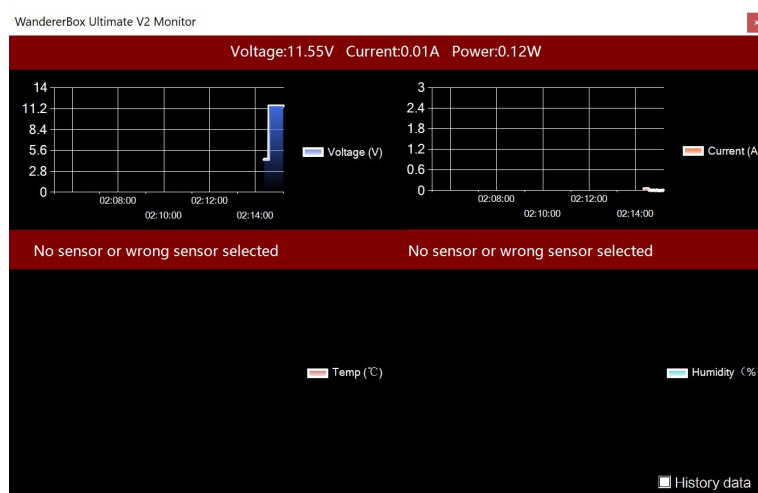 WandererBox Ultimate V2 Monitor
×
Voltage:11.55V Current:0.01A Power:0.12W
14
11.2
8.4
5.6
2.8
0
02:08:00 02:12:00
02:10:00 02:14:00
Voltage (V)
3
2.4
1.8
1.2
0.6
0
02:08:00 02:12:00
02:10:00 02:14:00
Current (A
No sensor or wrong sensor selected
No sensor or wrong sensor selected
Temp (℃)
Humidity（%
History data